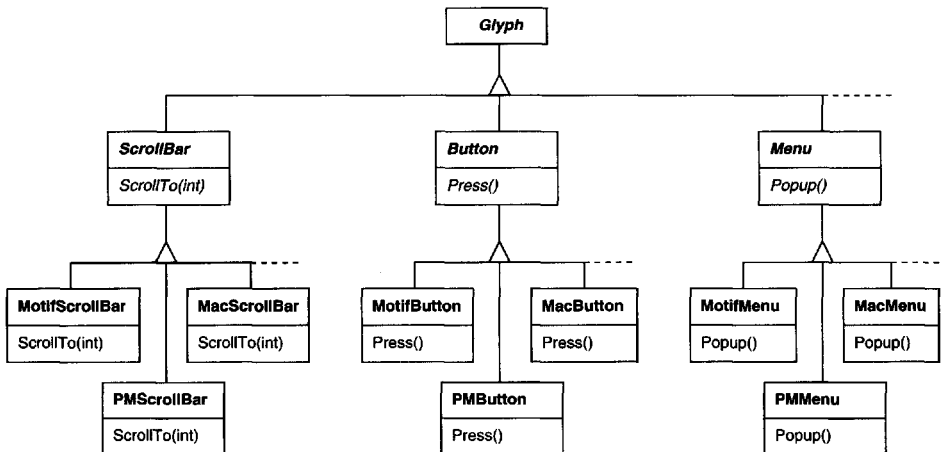 Glyph
ScrollBar
ScrollTo(int)
Button
Press()
Menu
Popup()
MotifScrollBar
ScrollTo(int)
MacScrollBar
ScrollTo(int)
PMScrollBar
ScrollTo(int)
MotifButton
Press()
MacButton
Press()
PMButton
Press()
MotifMenu
Popup()
MacMenu
Popup()
PMMenu
Popup()